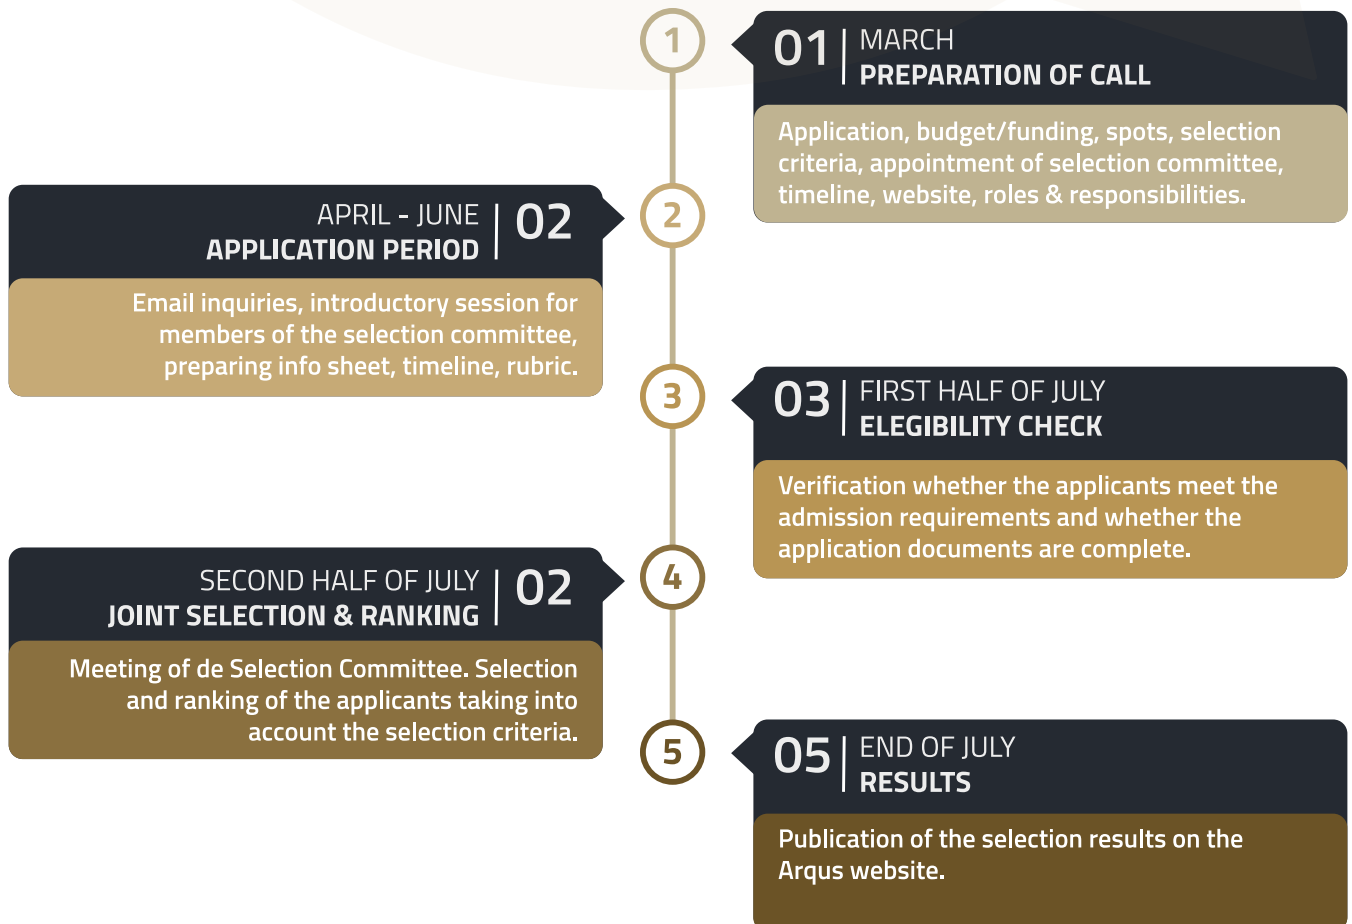 1
01
MARCH
PREPARATION OF CALL
Application, budget/funding, spots, selection
criteria, appointment of selection committee,
timeline, website, roles & responsibilities.
APRIL - JUNE
APPLICATION PERIOD
02
2
Email inquiries, introductory session for
members of the selection committee,
preparing info sheet, timeline, rubric.
3
03
FIRST HALF OF JULY
ELEGIBILITY CHECK
Verification whether the applicants meet the
admission requirements and whether the
application documents are complete.
SECOND HALF OF JULY
JOINT SELECTION & RANKING
02
4
Meeting of de Selection Committee. Selection
and ranking of the applicants taking into
account the selection criteria.
5
05
END OF JULY
RESULTS
Publication of the selection results on the
Arqus website.